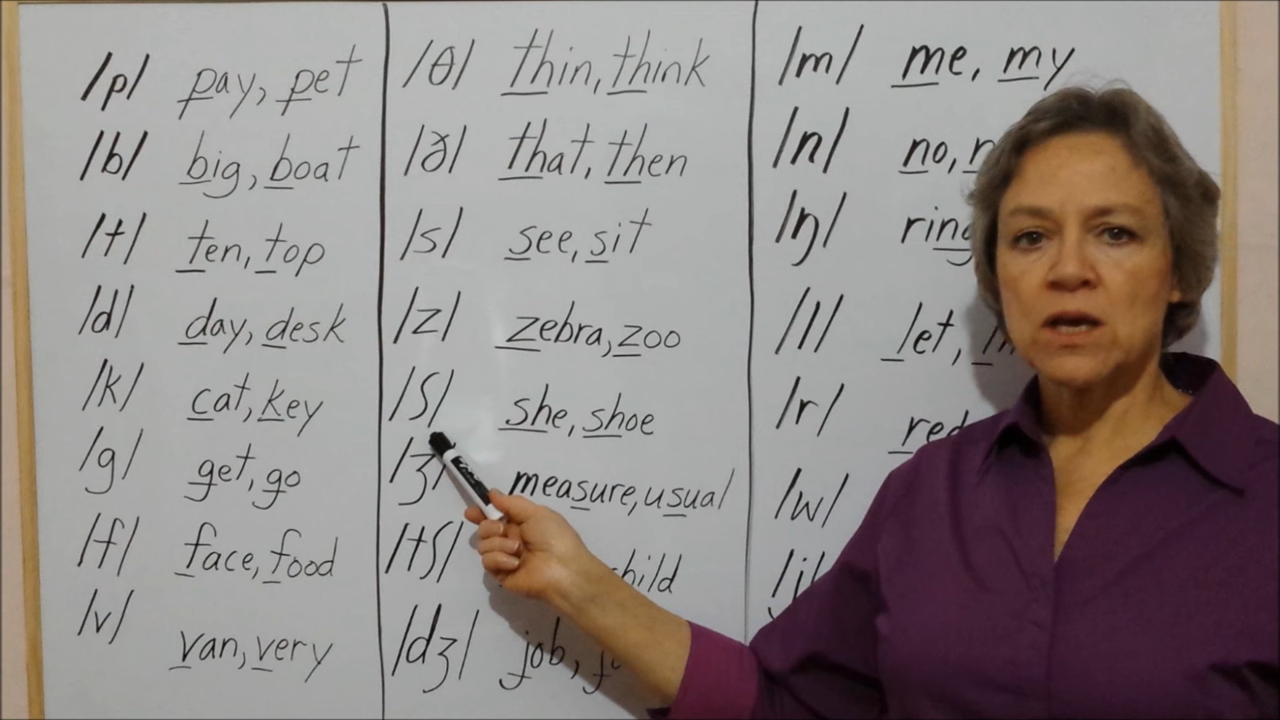 /p/ pay, pet
/b/ big, boat
/t/ ten, top
/d/ day, desk
/k/ cat, key
/g/ get, go
/f/ face, food
/v/ van, very
/θ/ thin, think
/ð/ that, then
/s/ see, sit
/z/ zebra, zoo
/ʃ/ she, shoe
/ʒ/ measure, usual
/tʃ/ child
/dʒ/ job,
/m/ me, my
/n/ no,
/ŋ/ ring
/l/ let,
/r/ red
/w/
/j/